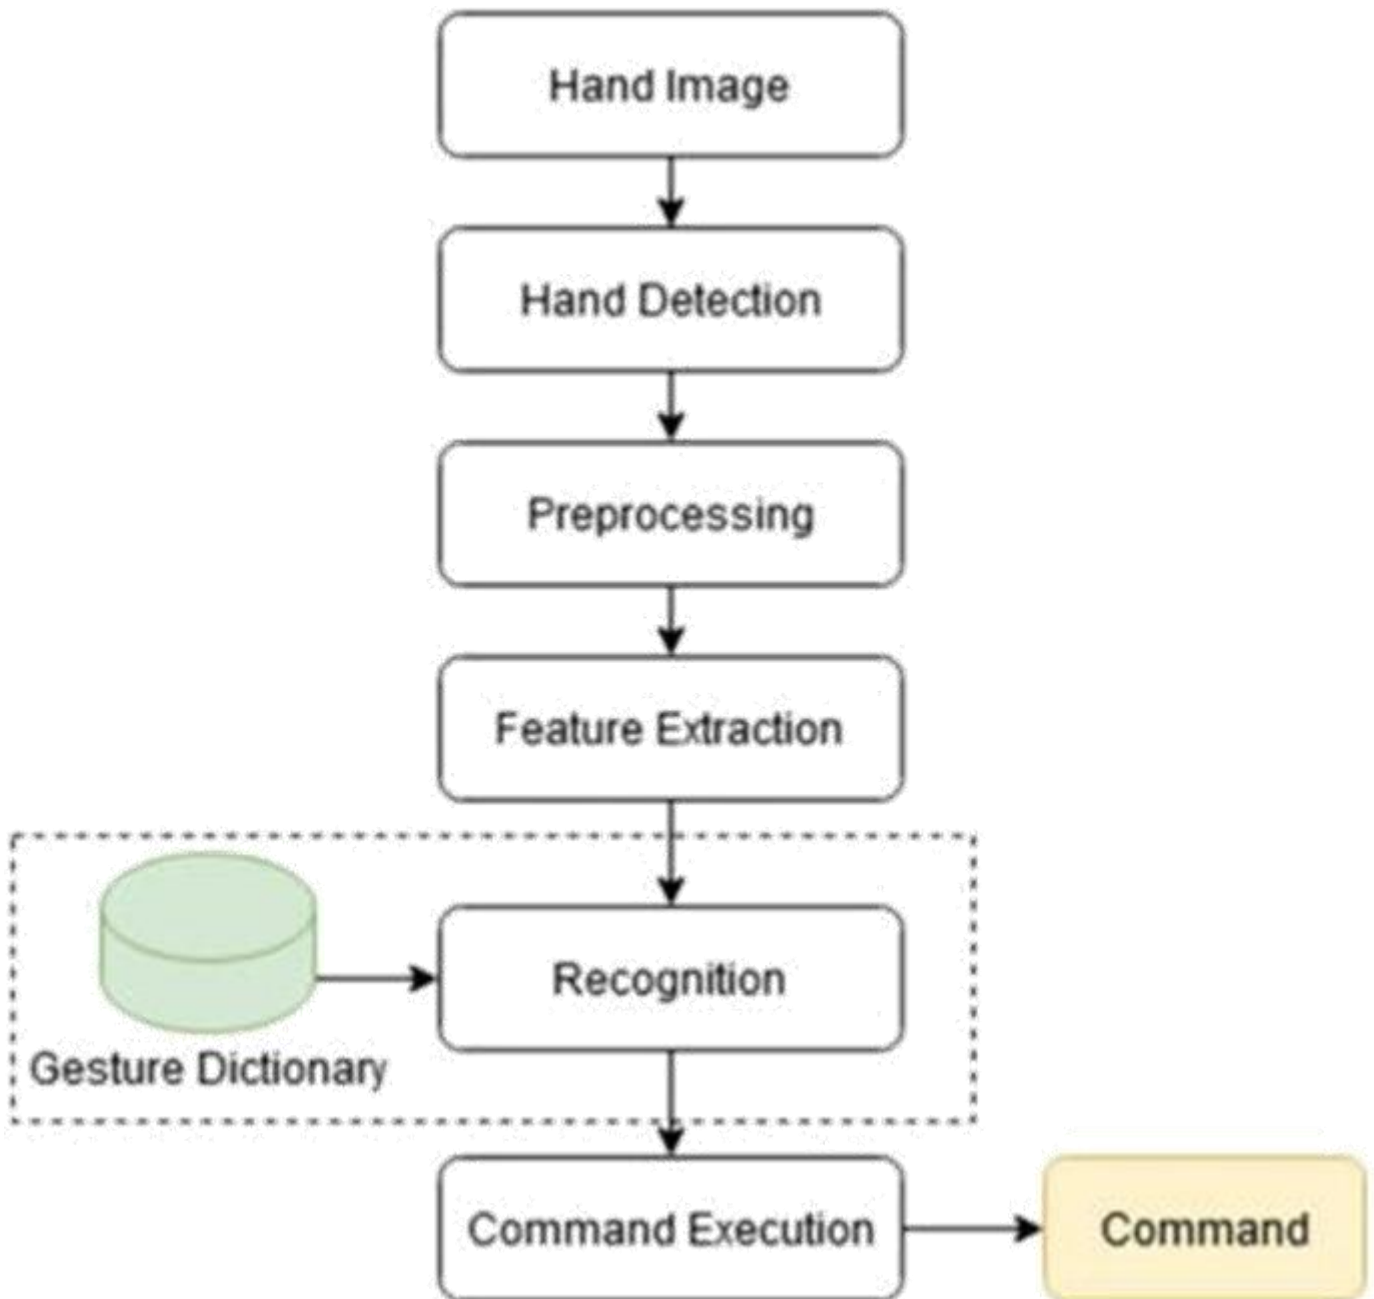 Hand Image
Hand Detection
Preprocessing
Feature Extraction
Recognition
Gesture Dictionary
Command Execution
Command